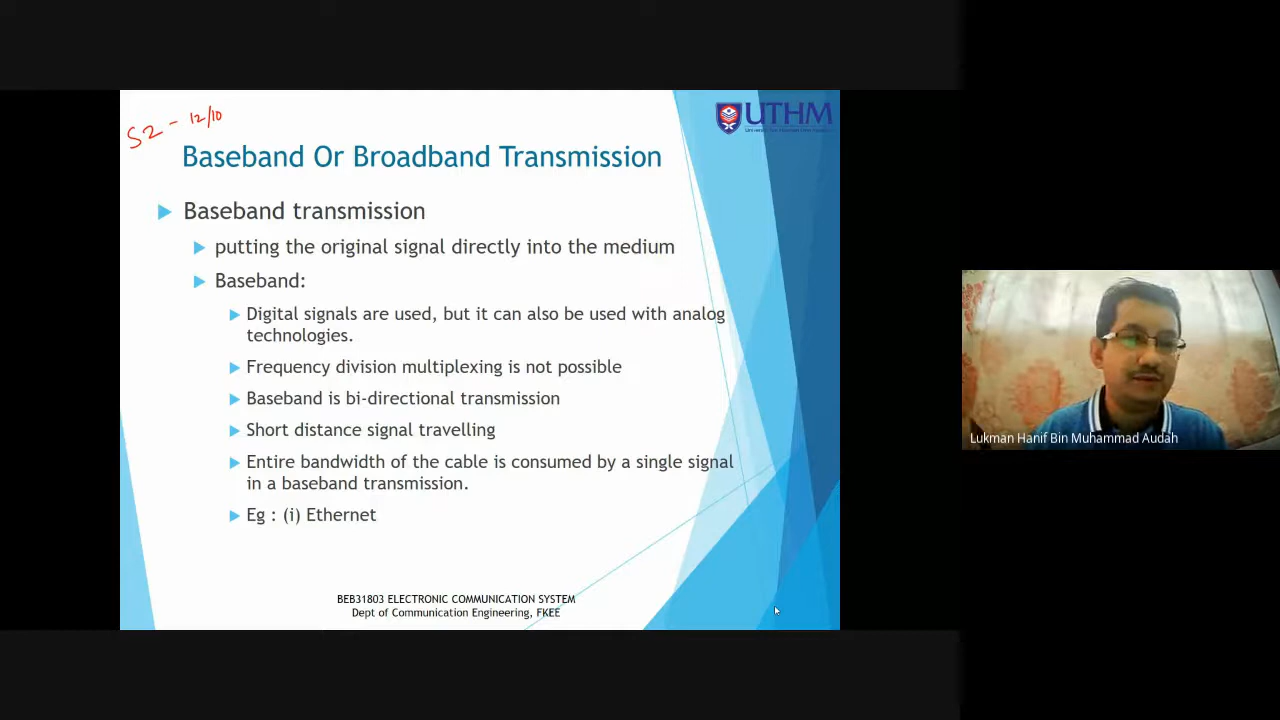 S2 - 12/10
UTHM
Baseband Or Broadband Transmission
Baseband transmission
putting the original signal directly into the medium
Baseband:
Digital signals are used, but it can also be used with analog
technologies.
Frequency division multiplexing is not possible
Baseband is bi-directional transmission
Short distance signal travelling
Entire bandwidth of the cable is consumed by a single signal
in a baseband transmission.
Eg : (i) Ethernet
BEB31803 ELECTRONIC COMMUNICATION SYSTEM
Dept of Communication Engineering, FKEE
Lukman Hanif Bin Muhammad Audah